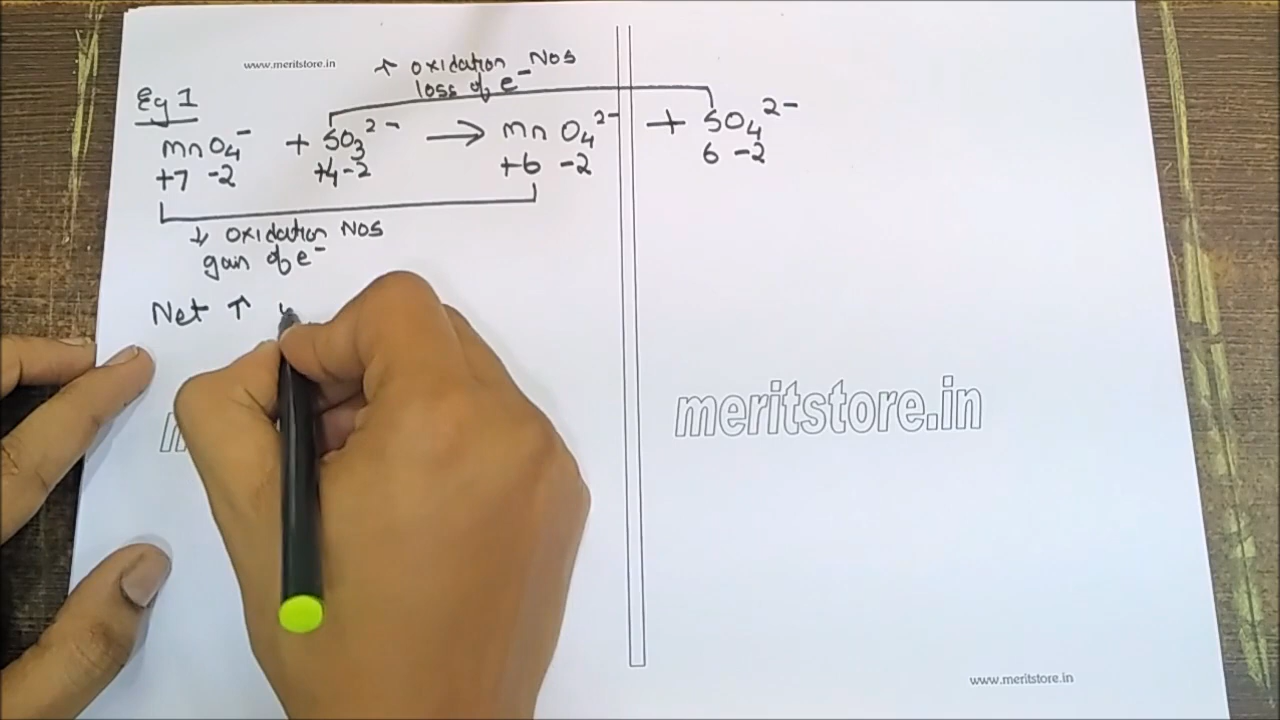 www.meritstore.in
↑ oxidation Nos
loss of e⁻
Eg 1
MnO₄⁻ + SO₃²⁻ → MnO₄²⁻ + SO₄²⁻
+7 -2 +4 -2 +6 -2 6 -2
↓ oxidation Nos
gain of e⁻
Net ↑
meritstore.in
www.meritstore.in